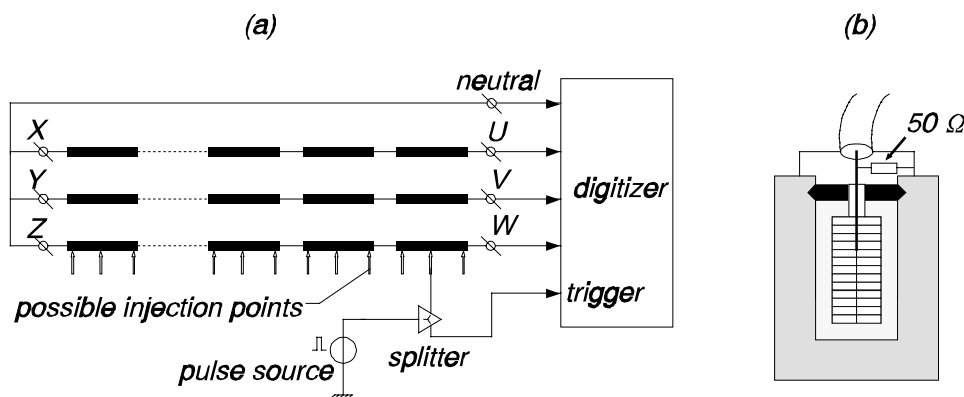 (a)
(b)
neutral
50 Ω
X
U
Y
V
digitizer
Z
W
possible injection points
trigger
splitter
pulse source